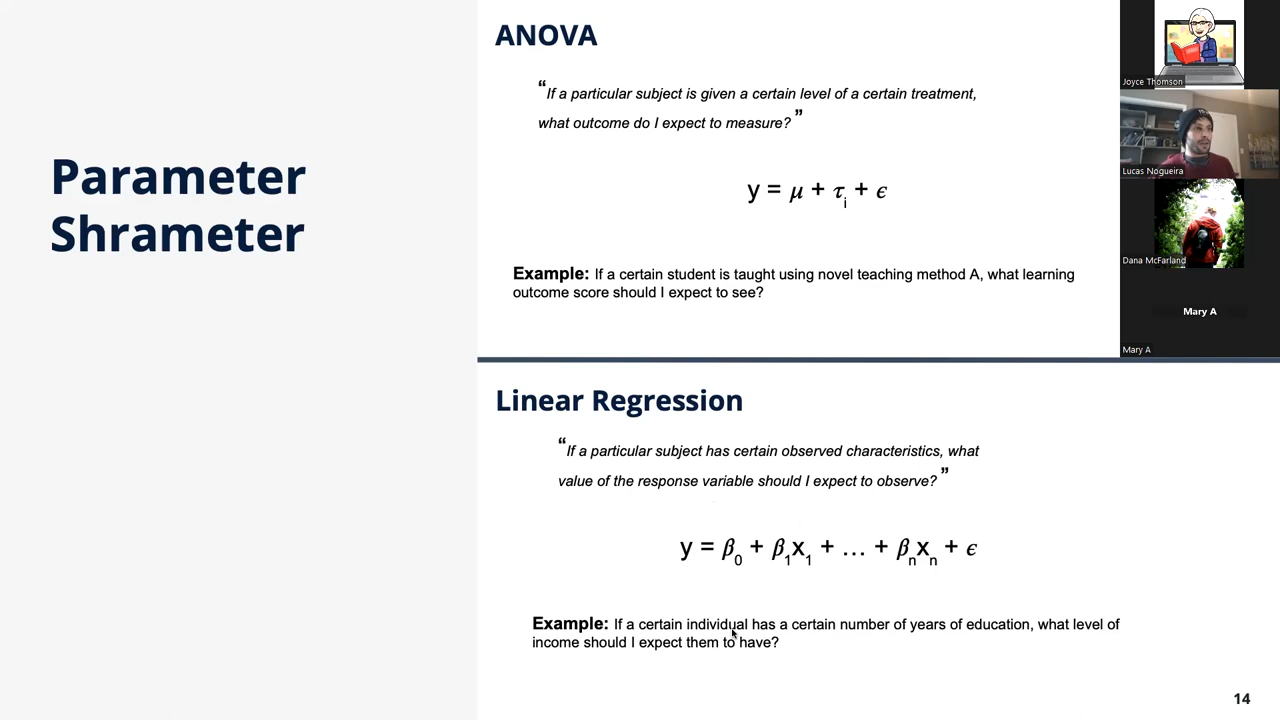 Parameter
Shrameter
ANOVA
“If a particular subject is given a certain level of a certain treatment,
what outcome do I expect to measure?”
y = μ + τi + ϵ
Example: If a certain student is taught using novel teaching method A, what learning
outcome score should I expect to see?
Linear Regression
“If a particular subject has certain observed characteristics, what
value of the response variable should I expect to observe?”
y = β0 + β1x1 + … + βnxn + ϵ
Example: If a certain individual has a certain number of years of education, what level of
income should I expect them to have?
14
Joyce Thomson
Lucas Nogueira
Dana McFarland
Mary A
Mary A